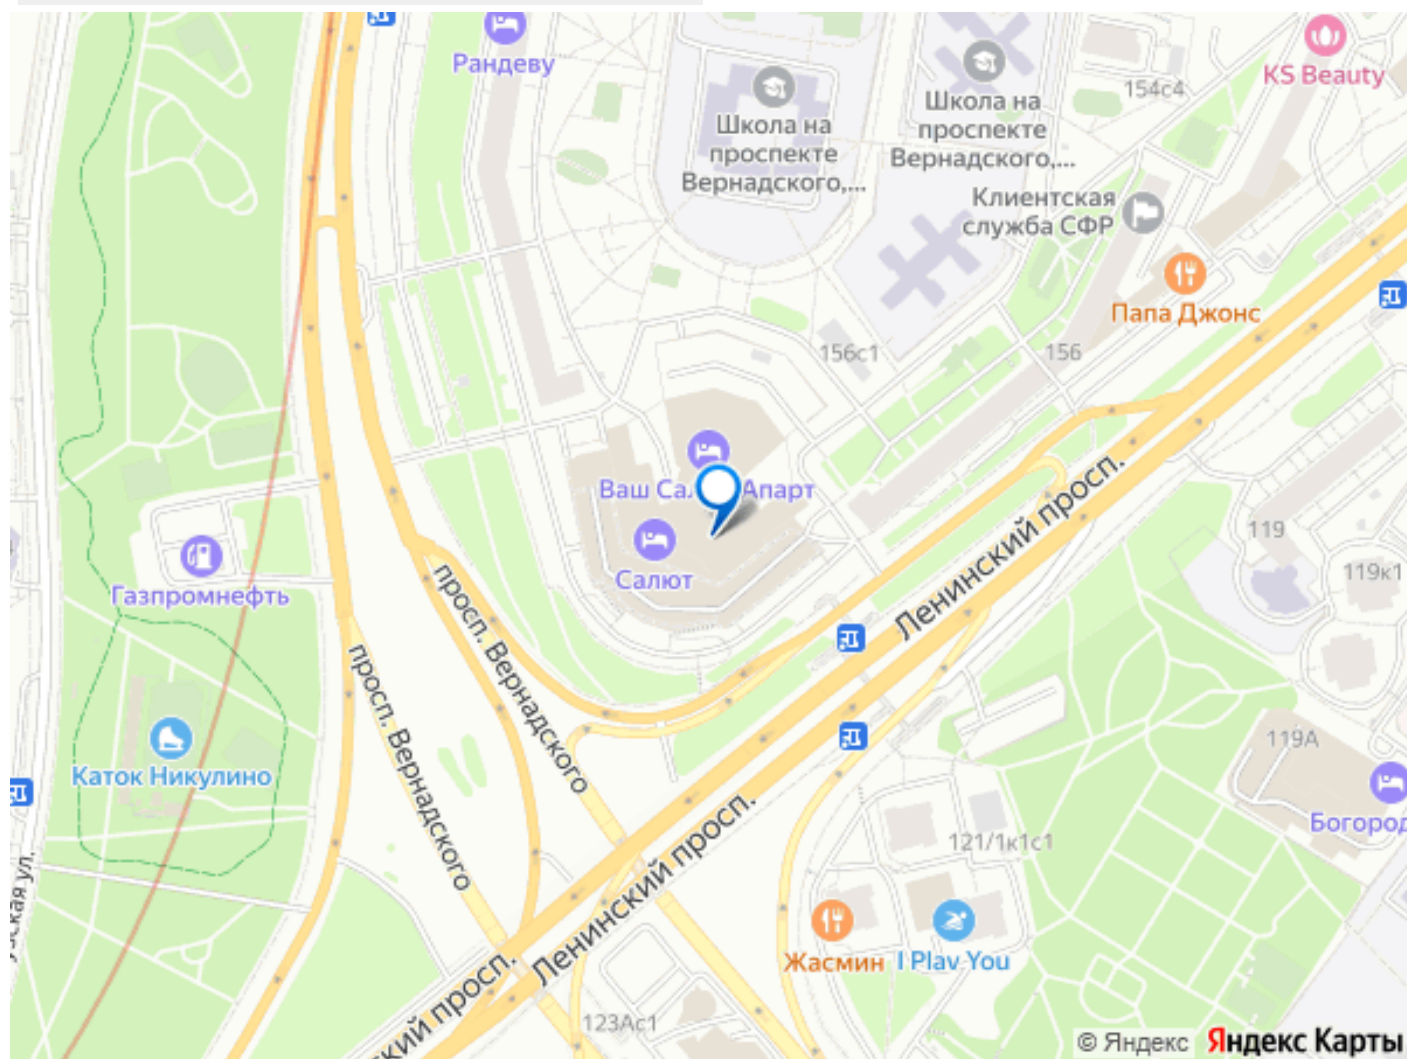 Рандеву
KS Beauty
154с4
Школа на
проспекте
Вернадского,...
Школа на
проспекте
Вернадского,...
Клиентская
служба СФР
Папа Джонс
156с1
156
Ваш Са
Апарт
Салют
Ленинский просп.
119
119к1
Газпромнефть
просп. Вернадского
просп. Вернадского
Каток Никулино
119А
Богород
Ленинский просп.
121/1к1с1
Жасмин
I Play You
123Ас1
кий просп.
ская ул.
© Яндекс
Яндекс Карты